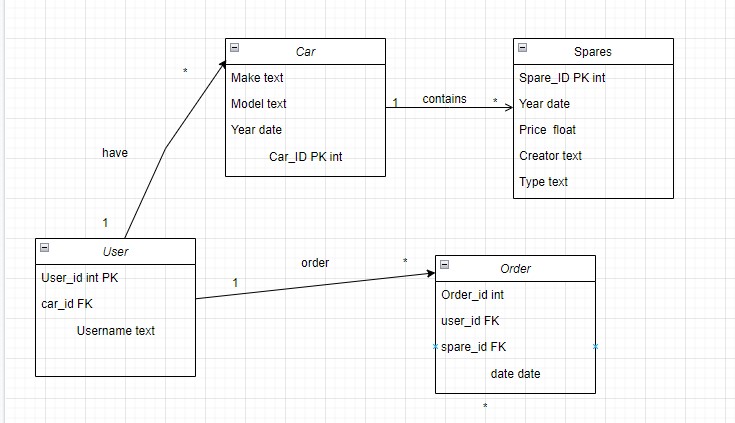 Car
Make text
Model text
Year date
Car_ID PK int
Spares
Spare_ID PK int
Year date
Price  float
Creator text
Type text
1
contains
*
*
have
1
User
User_id int PK
car_id FK
Username text
order
1
*
Order
Order_id int
user_id FK
spare_id FK
date date
*